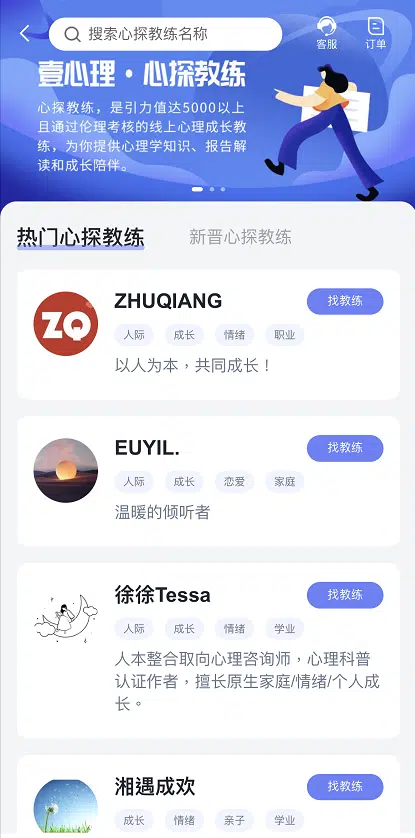 搜索心探教练名称
客服
订单
壹心理·心探教练
心探教练，是引力值达5000以上
且通过伦理考核的线上心理成长教
练，为你提供心理学知识、报告解
读和成长陪伴。
热门心探教练
新晋心探教练
ZQ
ZHUQIANG
找教练
人际 成长 情绪 职业
以人为本，共同成长！
EUYIL.
找教练
人际 成长 恋爱 家庭
温暖的倾听者
徐徐Tessa
找教练
人际 成长 情绪 学业
人本整合取向心理咨询师，心理科普
认证作者，擅长原生家庭/情绪/个人成
长。
湘遇成欢
找教练
成长 情绪 亲子 学业